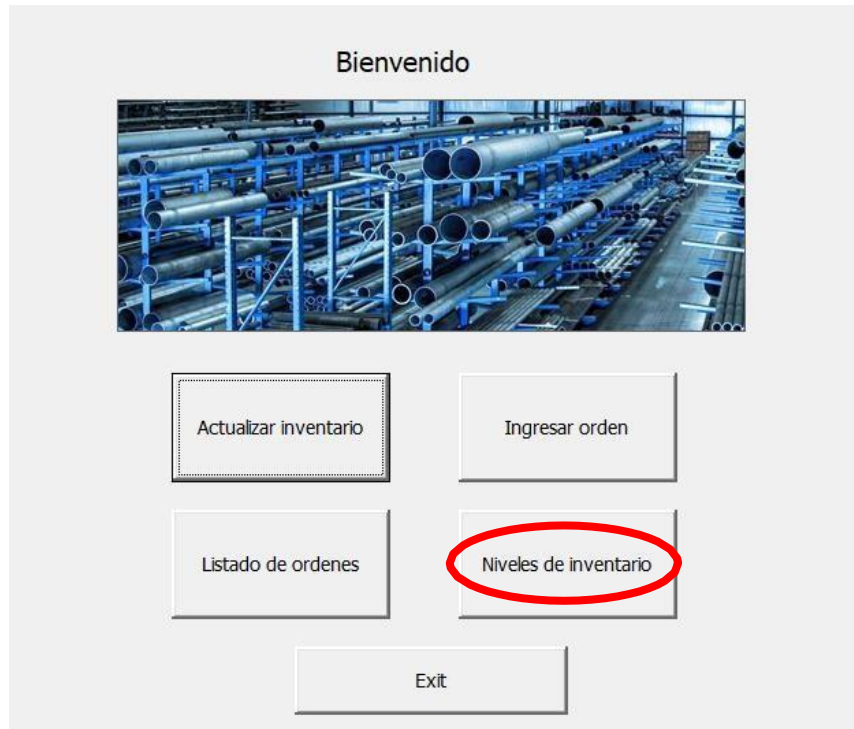 Bienvenido
Actualizar inventario
Ingresar orden
Listado de ordenes
Niveles de inventario
Exit